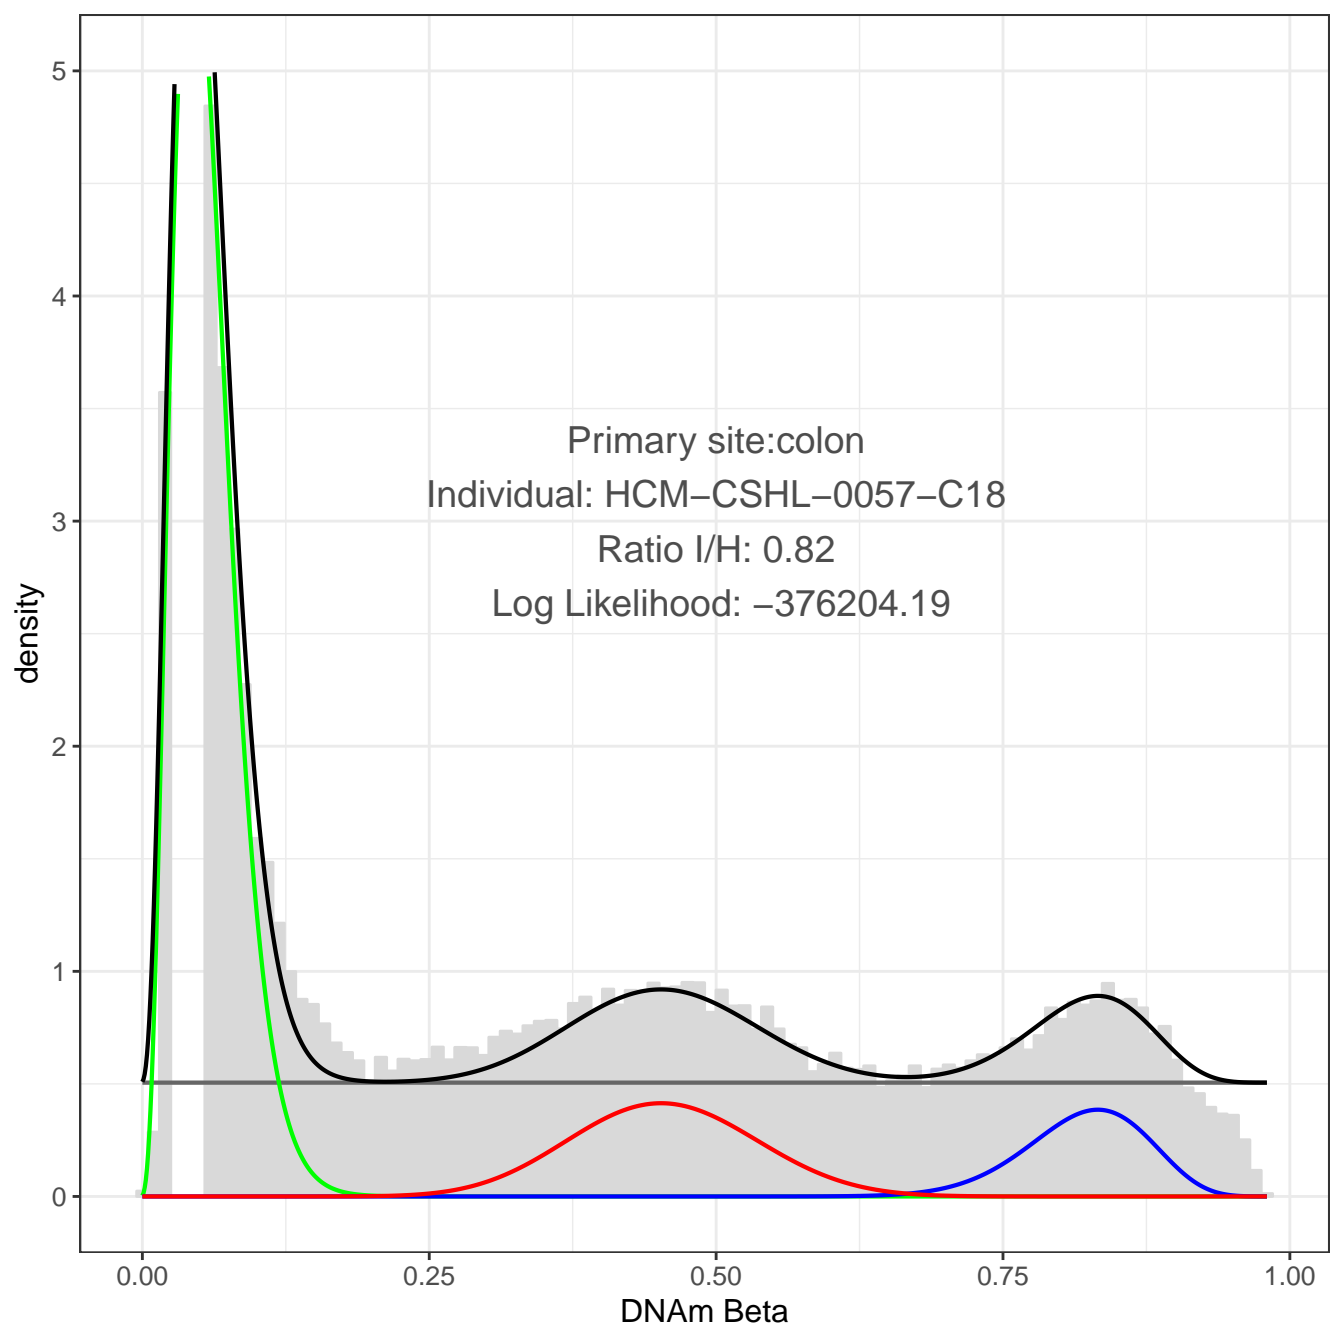 5
4
3
2
1
0
density
Primary site:colon
Individual: HCM−CSHL−0057−C18
Ratio I/H: 0.82
Log Likelihood: −376204.19
0.00 0.25 0.50 0.75 1.00
DNAm Beta